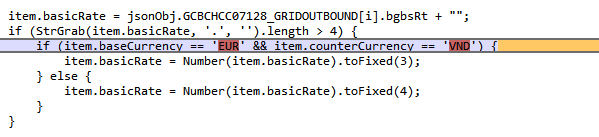 item.basicRate = jsonObj.GCBCHCC07128_GRIDOUTBOUND[i].bgbsRt + "";
if (StrGrab(item.basicRate, '.', '').length > 4) {
if (item.baseCurrency == 'EUR' && item.counterCurrency == 'VND') {
item.basicRate = Number(item.basicRate).toFixed(3);
} else {
item.basicRate = Number(item.basicRate).toFixed(4);
}
}